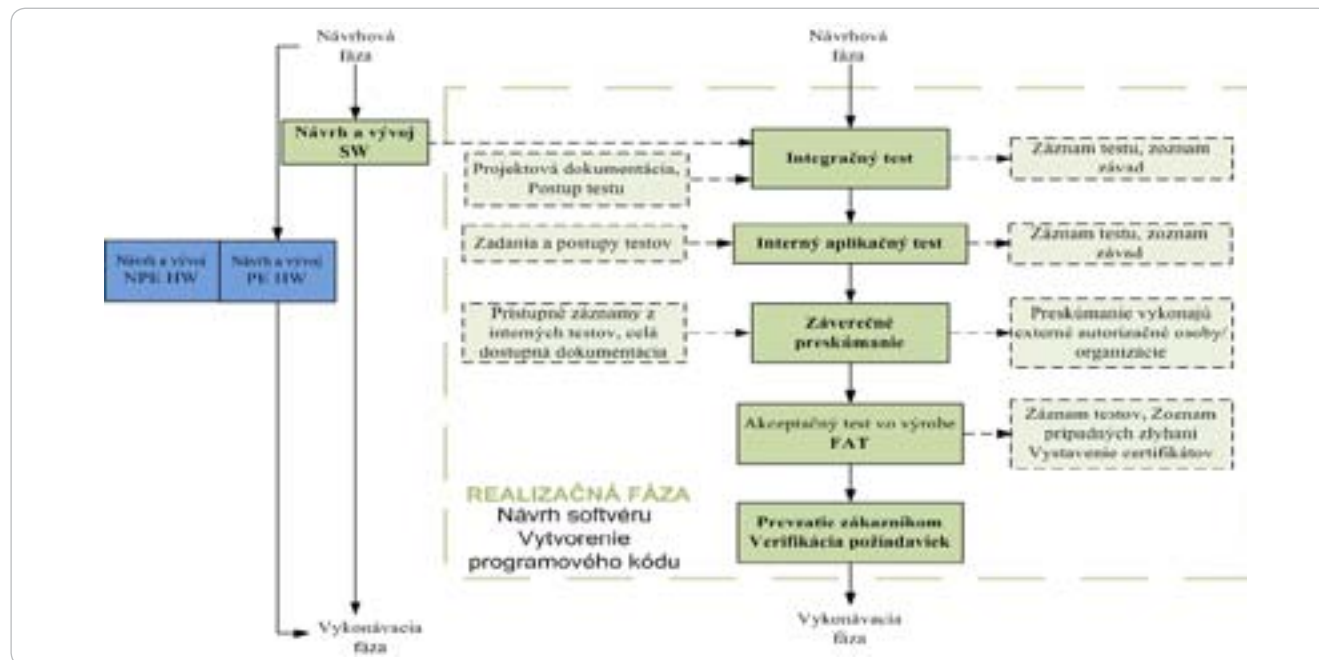 Návrhová
fáza
Návrh a vývoj
SW
Návrh a vývoj
NPE HW
Návrh a vývoj
PE HW
Vykonávacia
fáza
Návrhová
fáza
Integračný test
Projektová dokumentácia,
Postup testu
Záznam testu, zoznam
závad
Interný aplikačný test
Zadania a postupy testov
Záznam testu, zoznam
závad
Prístupné záznamy z
interných testov, celá
dostupná dokumentácia
Záverečné
preskúmanie
Preskúmanie vykonajú
externé autorizačné osoby/
organizácie
Akceptačný test vo výrobe
FAT
Záznam testov, Zoznam
prípadných zlyhaní
Vystavenie certifikátov
REALIZAČNÁ FÁZA
Návrh softvéru
Vytvorenie
programového kódu
Prevzatie zákazníkom
Verifikácia požiadaviek
Vykonávacia
fáza